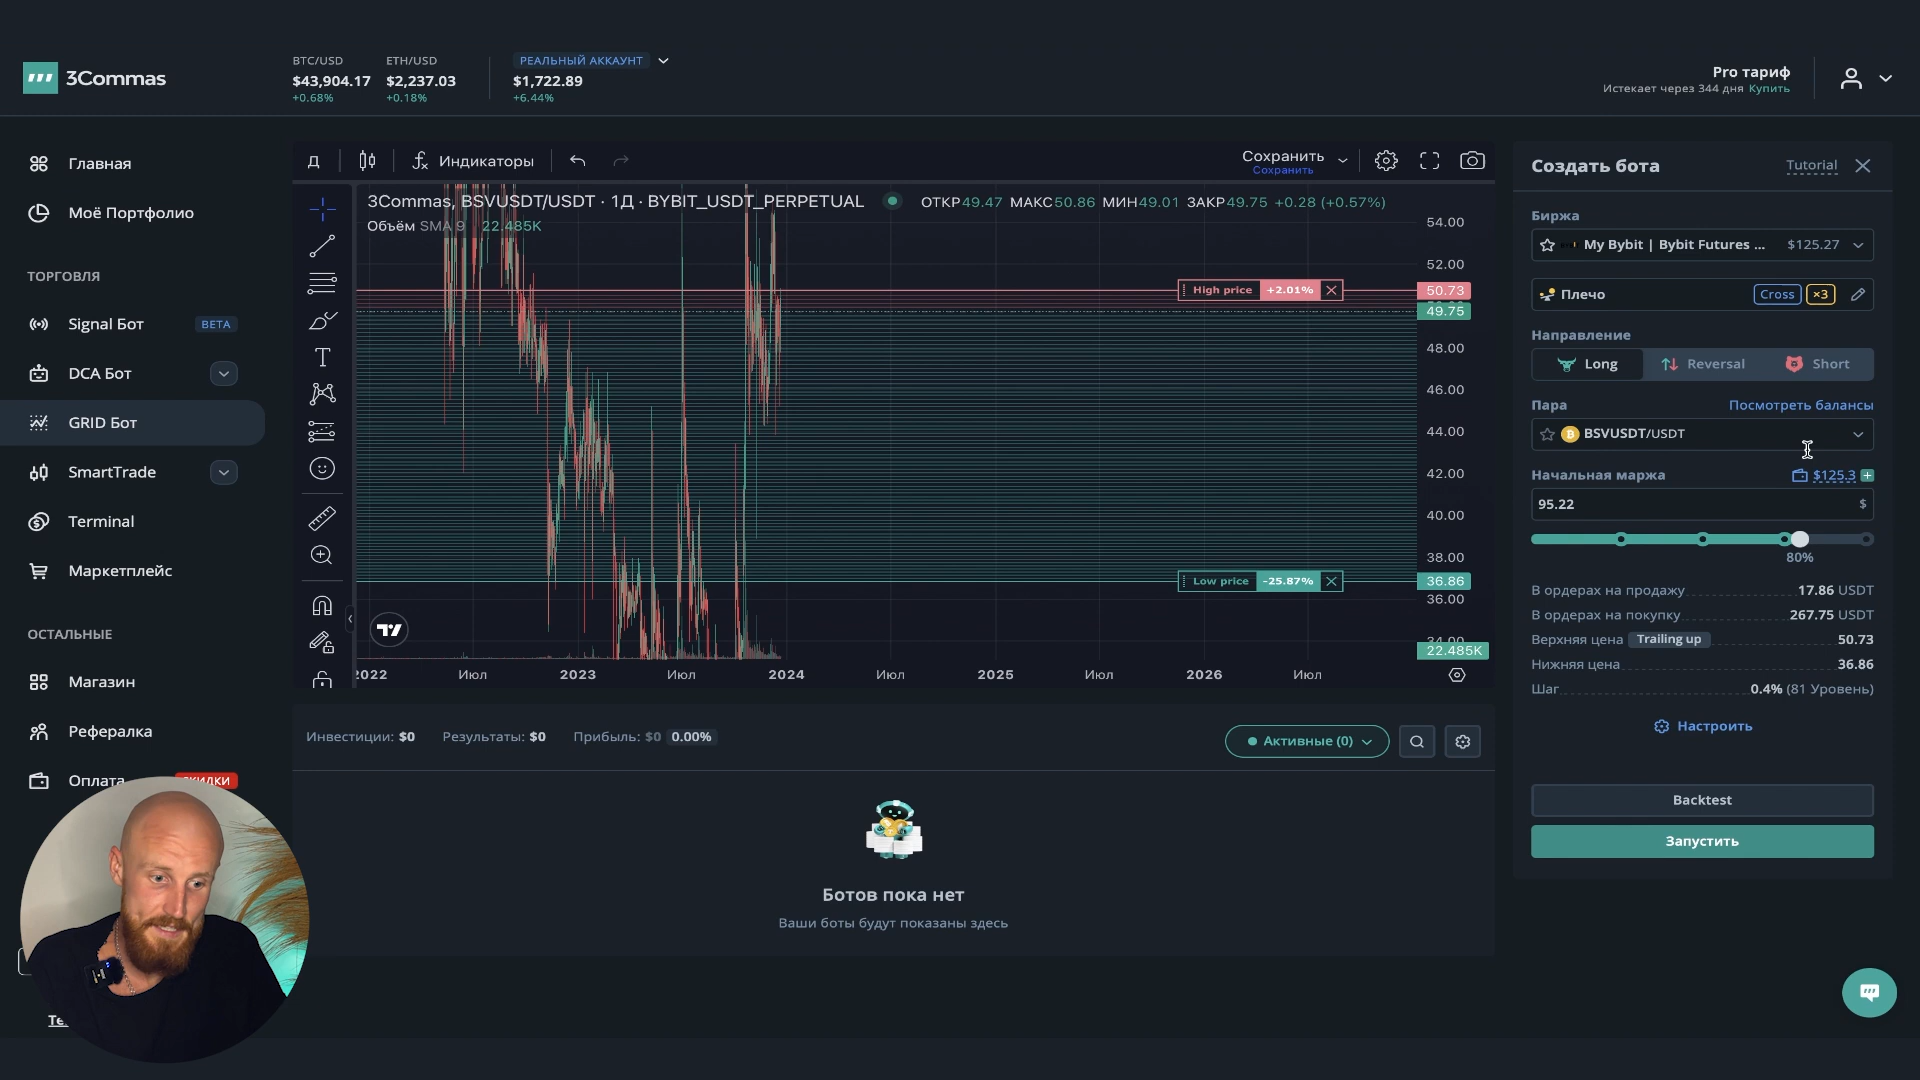 3Commas
BTC/USD
$43,904.17
+0.68%
ETH/USD
$2,237.03
+0.18%
РЕАЛЬНЫЙ АККАУНТ
$1,722.89
+6.44%
Pro тариф
Истекает через 344 дня Купить
Главная
Моё Портфолио
ТОРГОВЛЯ
Signal Бот BETA
DCA Бот
GRID Бот
SmartTrade
Terminal
Маркетплейс
ОСТАЛЬНЫЕ
Магазин
Рефералка
Оплата
Д
Индикаторы
Сохранить
Сохранить
3Commas, BSVUSDT/USDT · 1Д · BYBIT_USDT_PERPETUAL
ОТКР49.47 МАКС50.86 МИН49.01 ЗАКР49.75 +0.28 (+0.57%)
Объём SMA 9 22.485K
High price +2.01%
Low price -25.87%
54.00
52.00
50.73
49.75
48.00
46.00
44.00
42.00
40.00
38.00
36.86
36.00
34.00
22.485K
2022 Июл 2023 Июл 2024 Июл 2025 Июл 2026 Июл
Инвестиции: $0 Результаты: $0 Прибыль: $0 0.00%
Активные (0)
Ботов пока нет
Ваши боты будут показаны здесь
Создать бота
Tutorial
Биржа
My Bybit | Bybit Futures ... $125.27
Плечо Cross ×3
Направление
Long Reversal Short
Пара Посмотреть балансы
BSVUSDT/USDT
Начальная маржа $125.3
95.22 $
80%
В ордерах на продажу 17.86 USDT
В ордерах на покупку 267.75 USDT
Верхняя цена Trailing up 50.73
Нижняя цена 36.86
Шаг 0.4% (81 Уровень)
Настроить
Backtest
Запустить